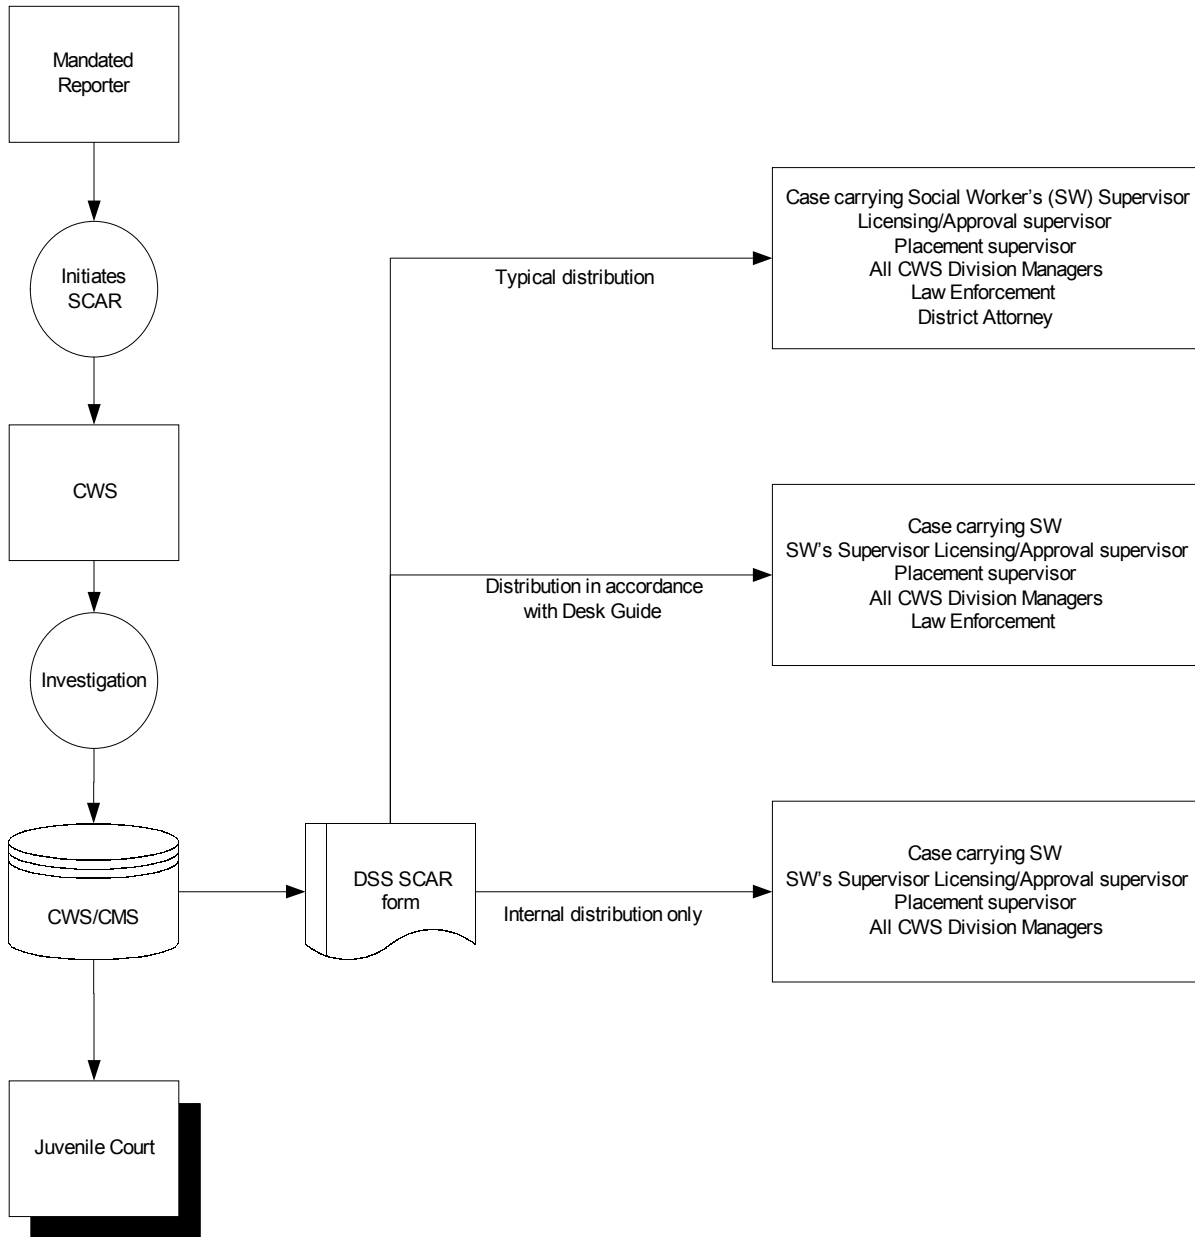 Mandated
Reporter
Initiates
SCAR
CWS
Investigation
CWS/CMS
Juvenile Court
DSS SCAR
form
Typical distribution
Case carrying Social Worker's (SW) Supervisor
Licensing/Approval supervisor
Placement supervisor
All CWS Division Managers
Law Enforcement
District Attorney
Distribution in accordance
with Desk Guide
Case carrying SW
SW's Supervisor Licensing/Approval supervisor
Placement supervisor
All CWS Division Managers
Law Enforcement
Internal distribution only
Case carrying SW
SW's Supervisor Licensing/Approval supervisor
Placement supervisor
All CWS Division Managers